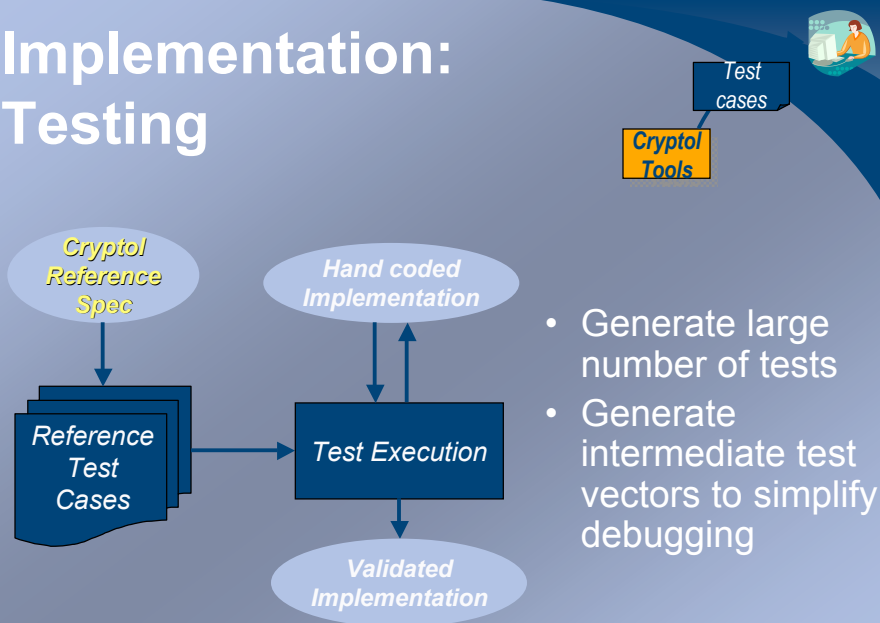 Implementation:
Testing
Test
cases
Cryptol
Tools
Cryptol
Reference
Spec
Hand coded
Implementation
Reference
Test
Cases
Test Execution
Validated
Implementation
• Generate large
number of tests
• Generate
intermediate test
vectors to simplify
debugging